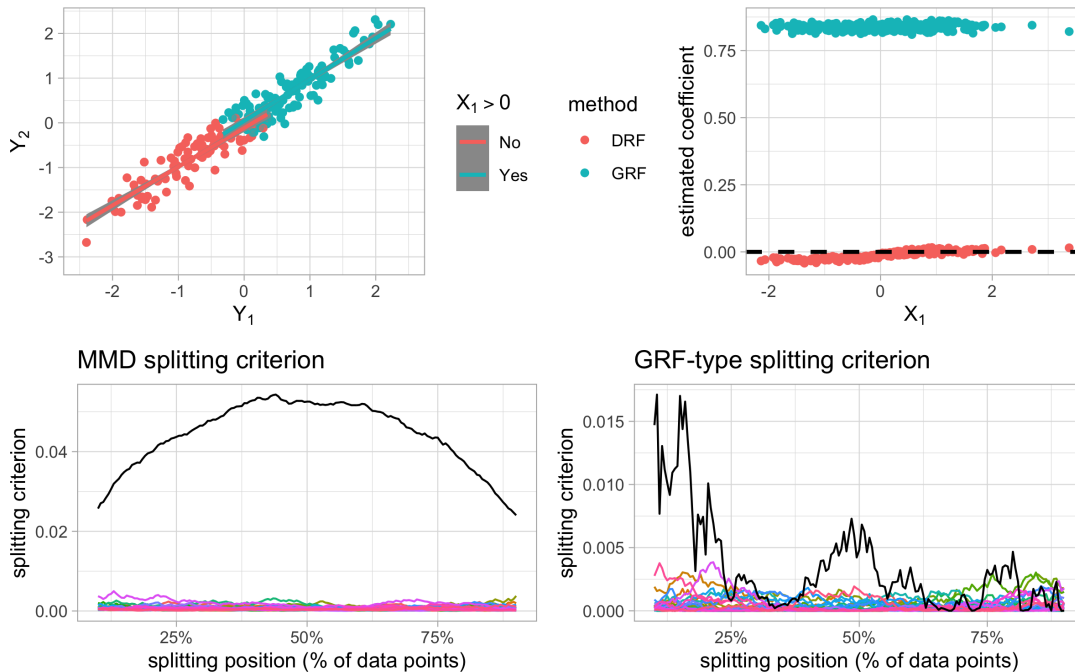 2
1
0
-1
-2
-3
Y2
-2
-1
0
1
2
Y1
X1 > 0
No
Yes
method
DRF
GRF
0.75
0.50
0.25
0.00
estimated coefficient
-2
0
2
X1
MMD splitting criterion
0.04
0.02
0.00
splitting criterion
25%
50%
75%
splitting position (% of data points)
GRF-type splitting criterion
0.015
0.010
0.005
0.000
splitting criterion
25%
50%
75%
splitting position (% of data points)